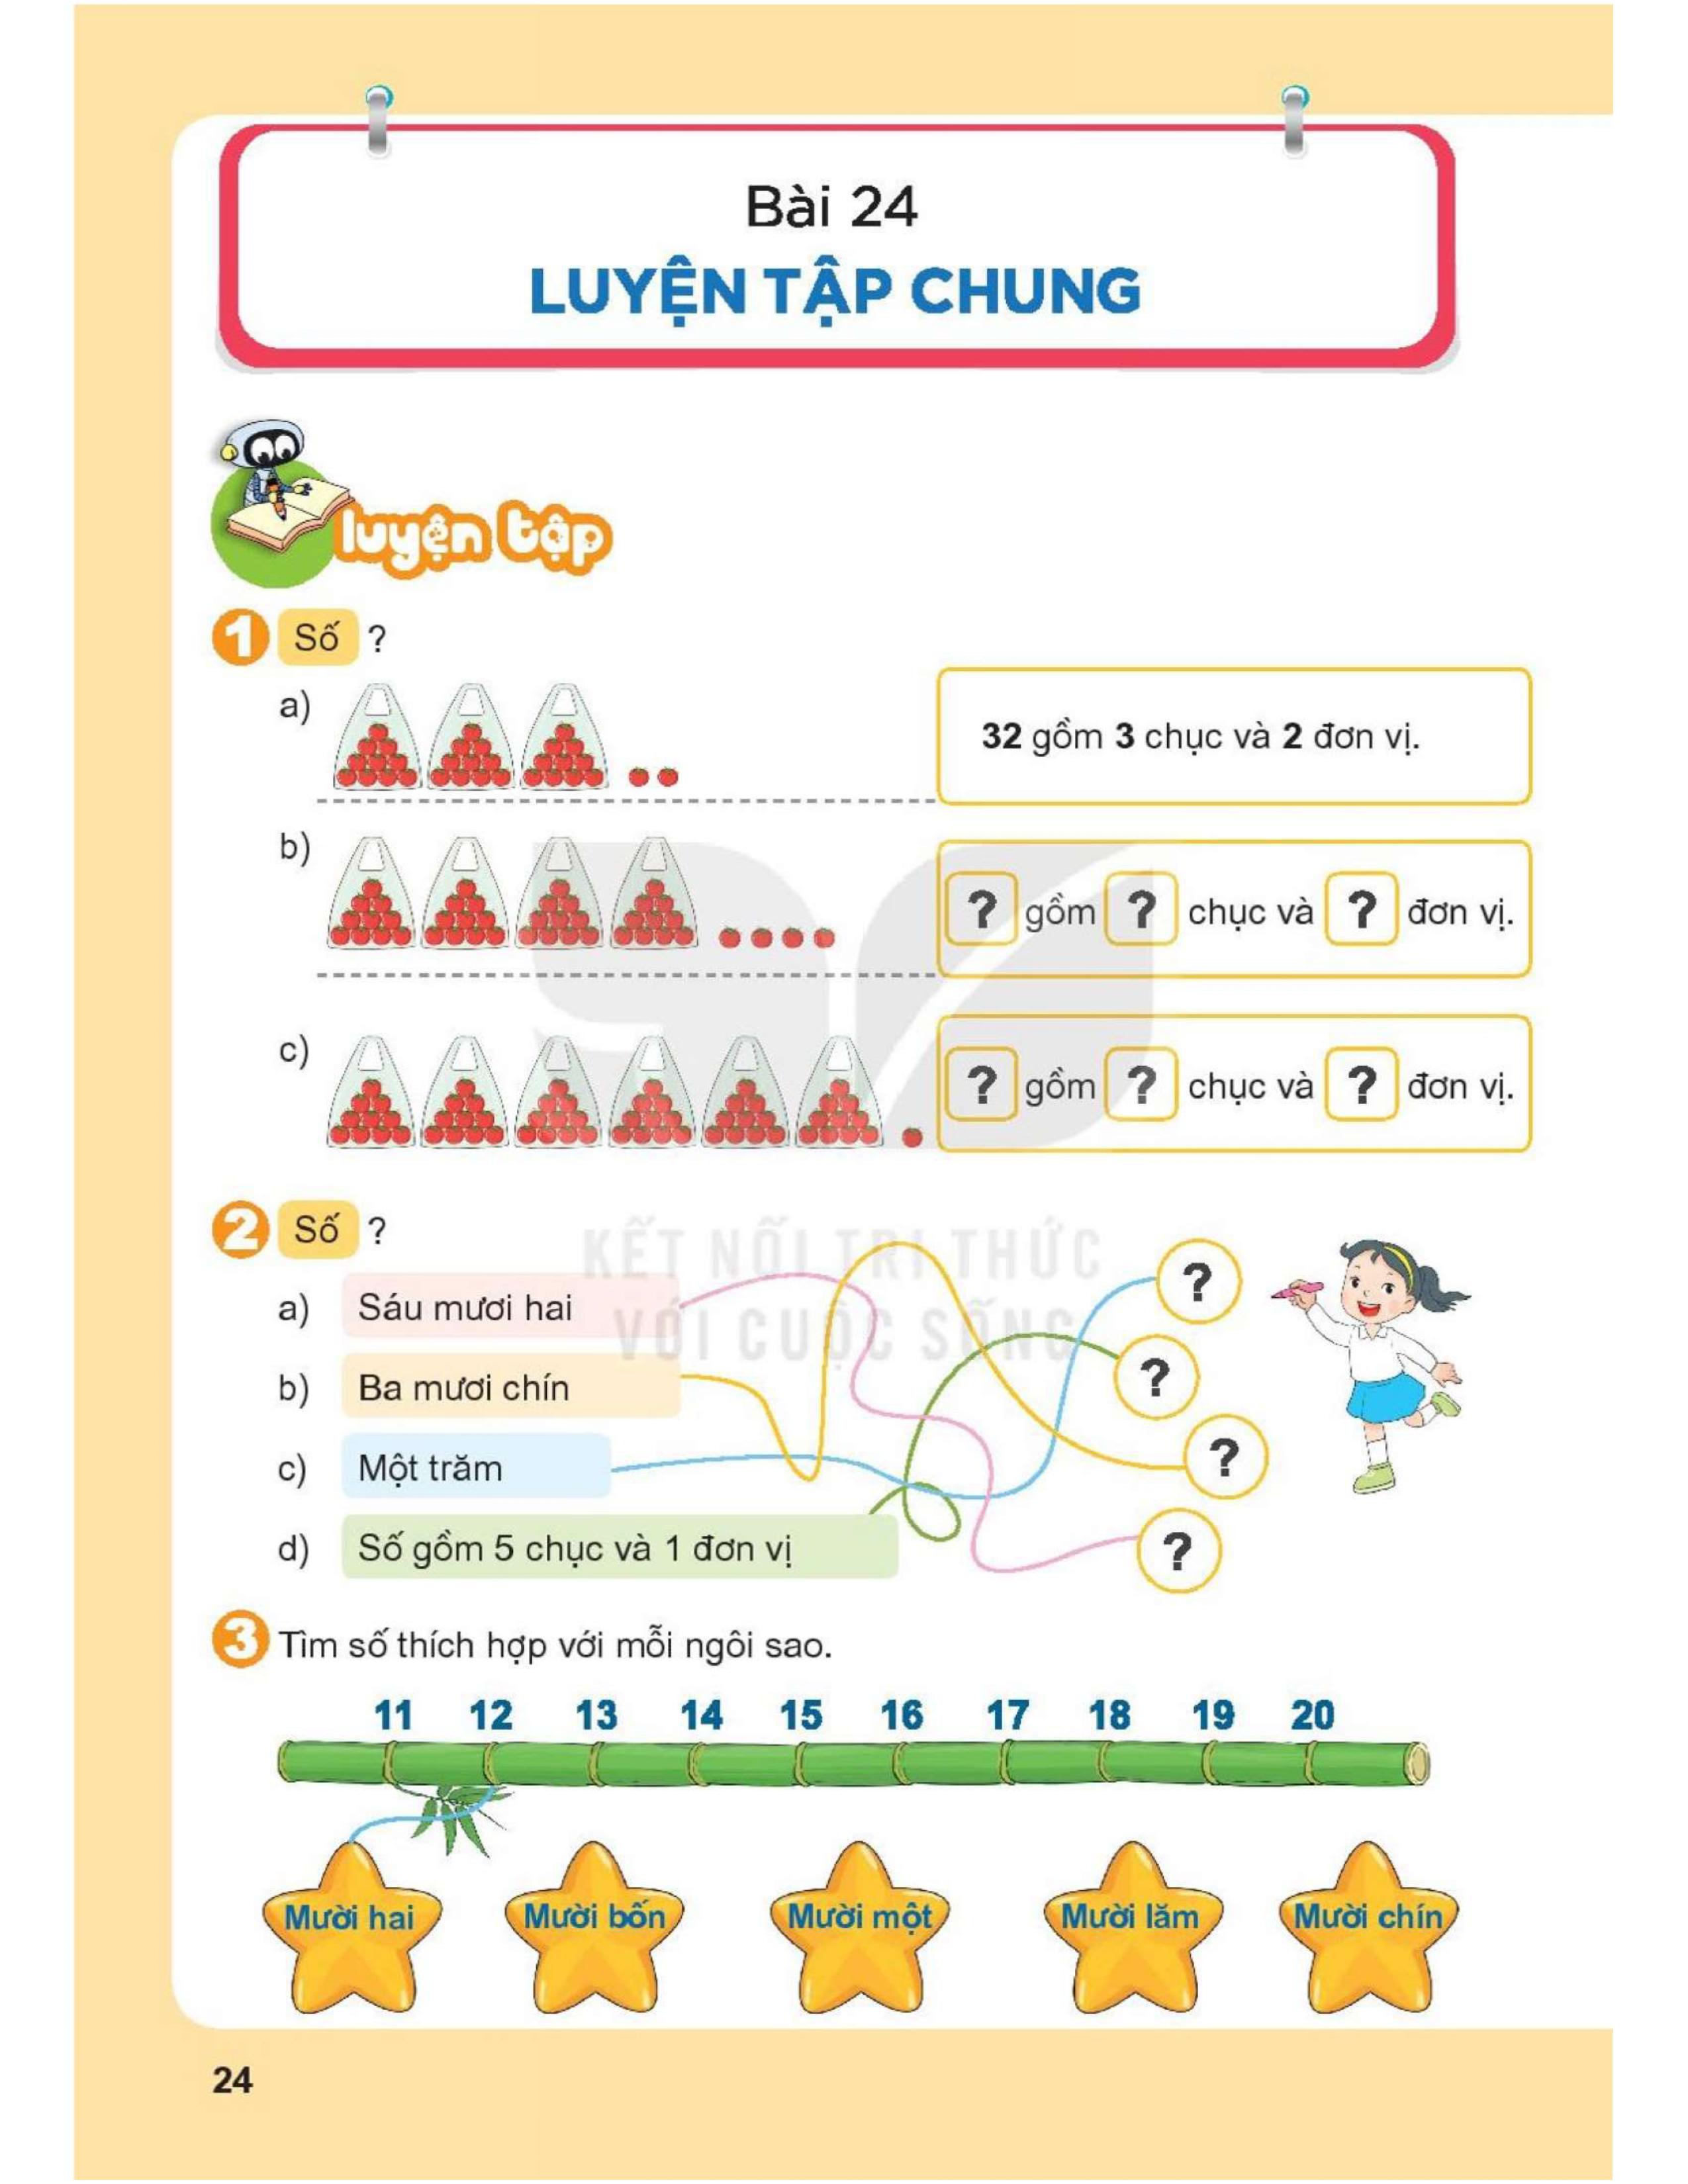 Bài 24
LUYỆN TẬP CHUNG
luyện tập
1 Số ?
a)
32 gồm 3 chục và 2 đơn vị.
b)
? gồm ? chục và ? đơn vị.
c)
? gồm ? chục và ? đơn vị.
2 Số ?
KẾT NỐI TRI THỨC
VỚI CUỘC SỐNG
a) Sáu mươi hai
?
b) Ba mươi chín
?
c) Một trăm
?
d) Số gồm 5 chục và 1 đơn vị
?
3 Tìm số thích hợp với mỗi ngôi sao.
11 12 13 14 15 16 17 18 19 20
Mười hai Mười bốn Mười một Mười lăm Mười chín
24